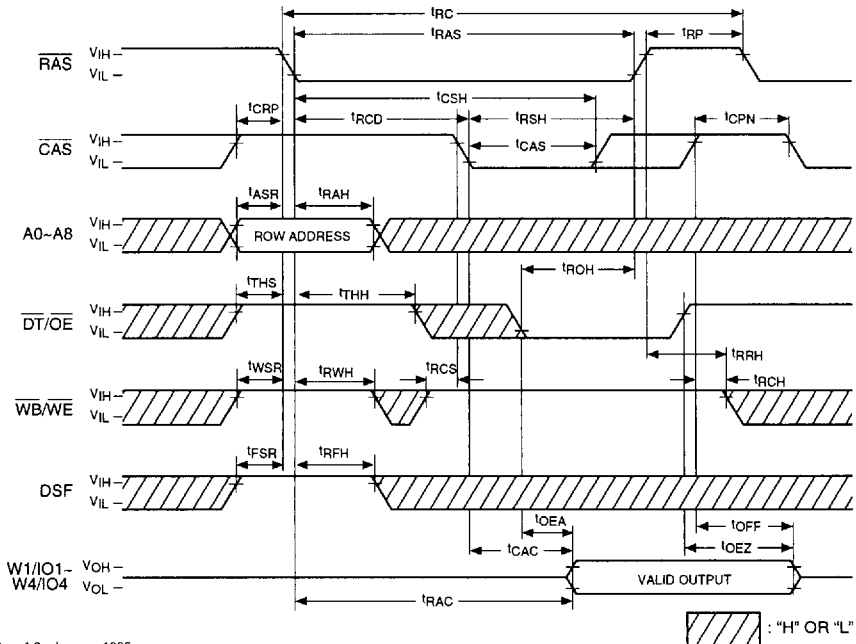 tRC
tRAS
tRP
RAS
VIH
VIL
tCSH
tCRP
tRCD
tRSH
tCPN
CAS
VIH
VIL
tCAS
tASR
tRAH
A0~A8
VIH
VIL
ROW ADDRESS
tROH
tTHS
tTHH
DT/OE
VIH
VIL
tRRH
tWSR
tRWH
tRCS
tRCH
WB/WE
VIH
VIL
tFSR
tRFH
DSF
VIH
VIL
tOEA
tOFF
tCAC
tOEZ
W1/IO1~
W4/IO4
VOH
VOL
VALID OUTPUT
tRAC
: "H" OR "L"